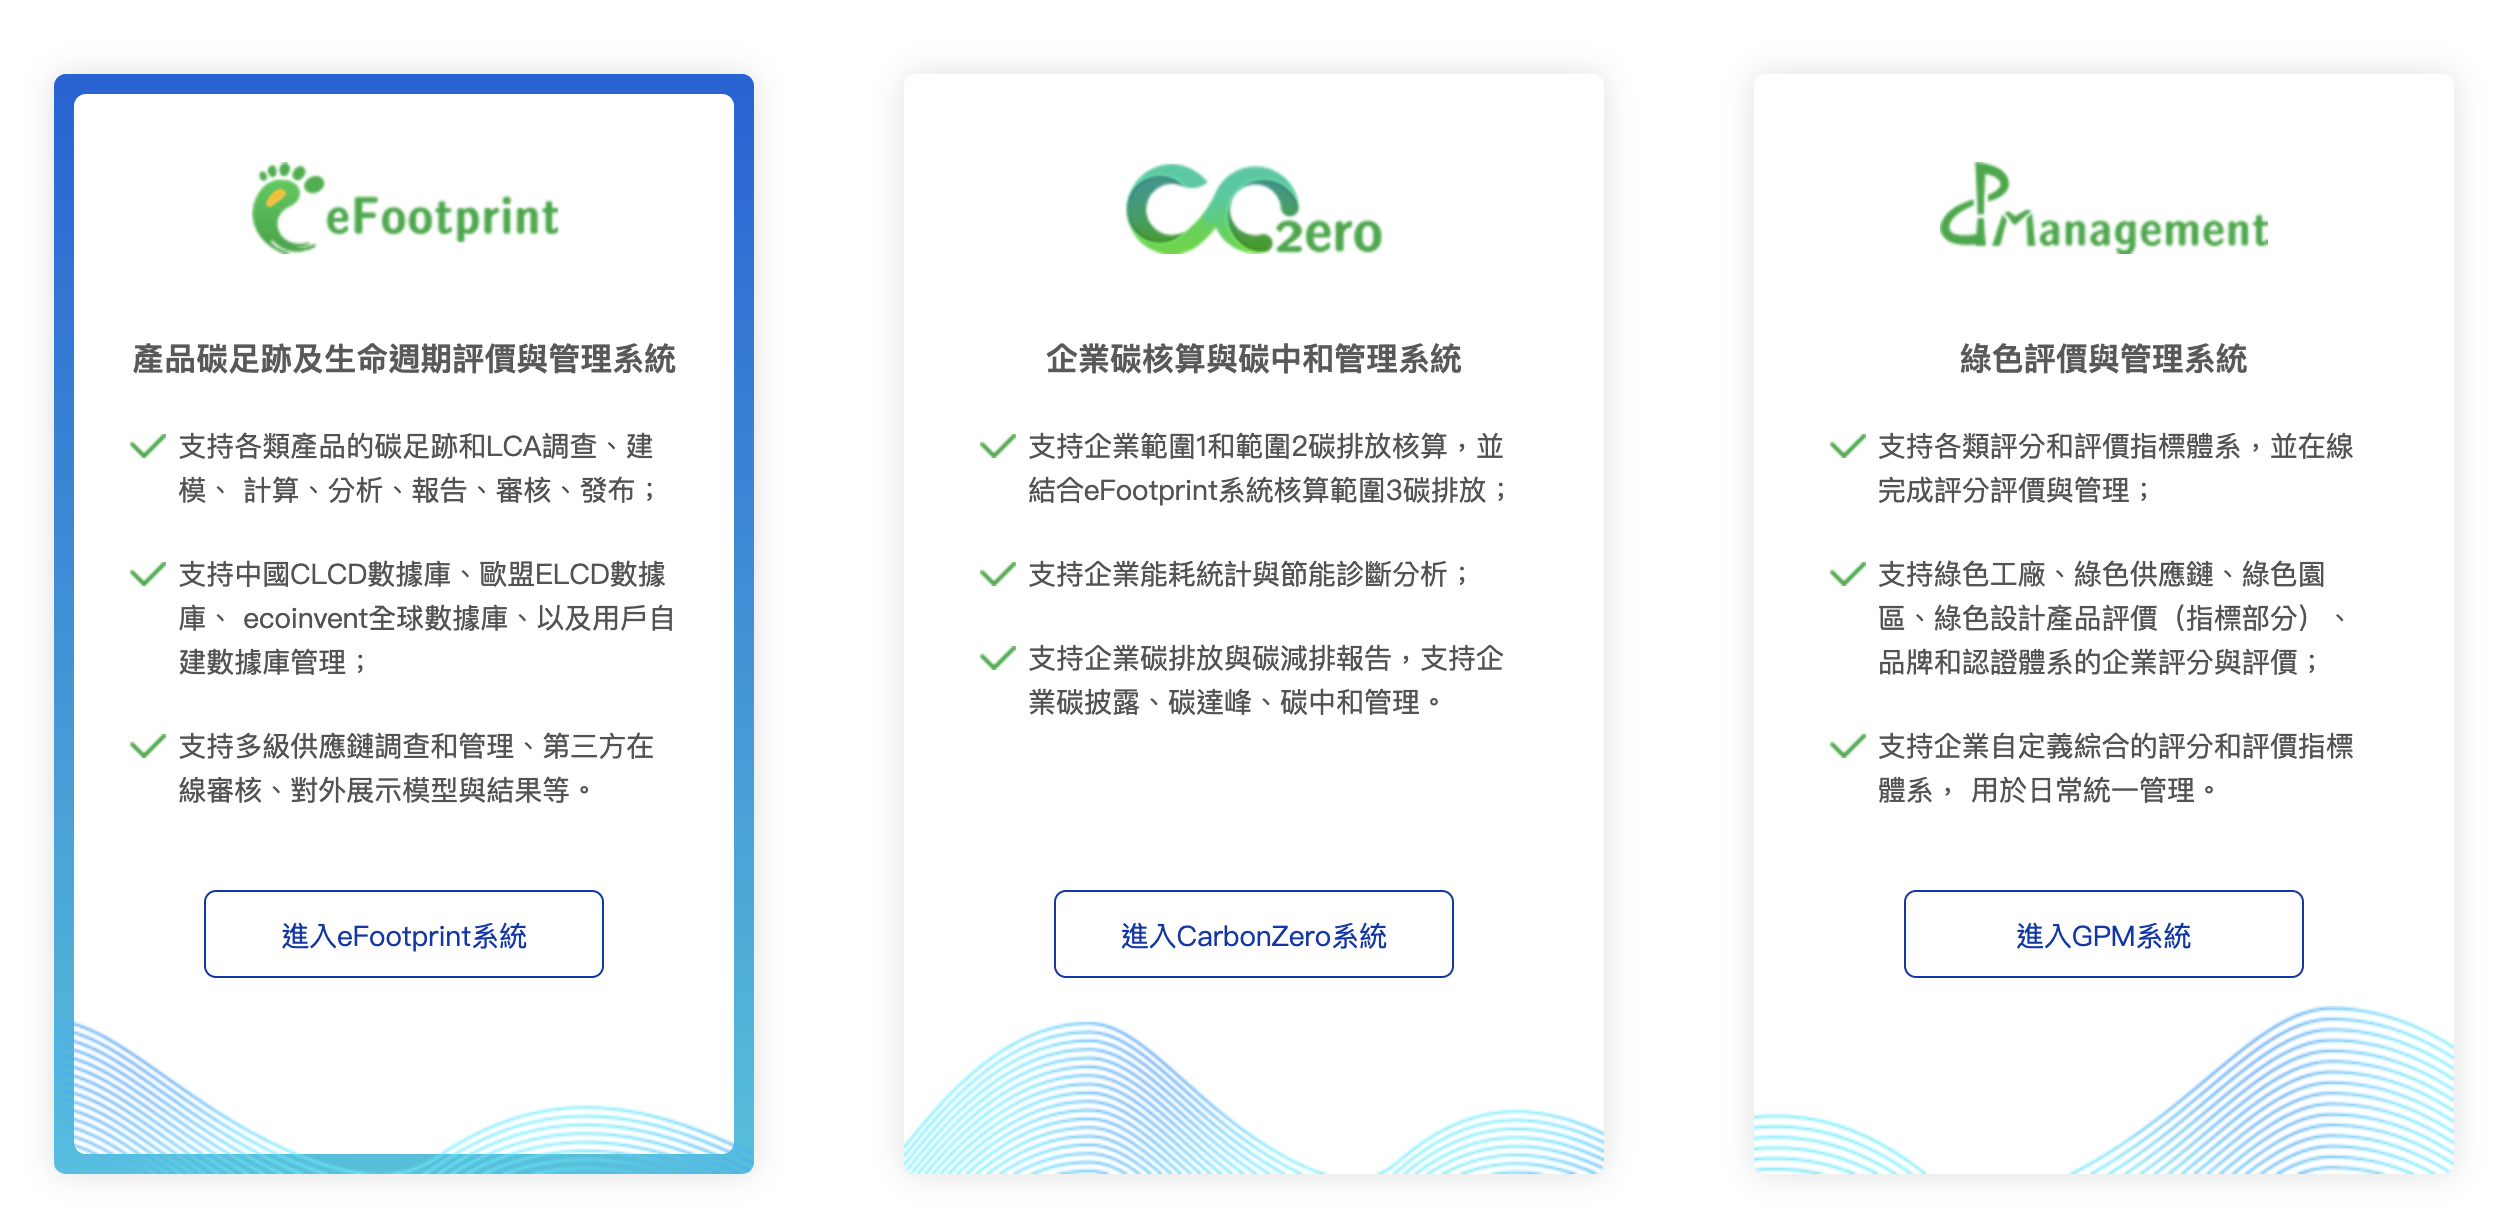 eFootprint
產品碳足跡及生命週期評價與管理系統
支持各類產品的碳足跡和LCA調查、建
模、 計算、分析、報告、審核、發布；
支持中國CLCD數據庫、歐盟ELCD數據
庫、 ecoinvent全球數據庫、以及用戶自
建數據庫管理；
支持多級供應鏈調查和管理、第三方在
線審核、對外展示模型與結果等。
進入eFootprint系統
CC2ero
企業碳核算與碳中和管理系統
支持企業範圍1和範圍2碳排放核算，並
結合eFootprint系統核算範圍3碳排放；
支持企業能耗統計與節能診斷分析；
支持企業碳排放與碳減排報告，支持企
業碳披露、碳達峰、碳中和管理。
進入CarbonZero系統
GPManagement
綠色評價與管理系統
支持各類評分和評價指標體系，並在線
完成評分評價與管理；
支持綠色工廠、綠色供應鏈、綠色園
區、綠色設計產品評價（指標部分）、
品牌和認證體系的企業評分與評價；
支持企業自定義綜合的評分和評價指標
體系， 用於日常統一管理。
進入GPM系統